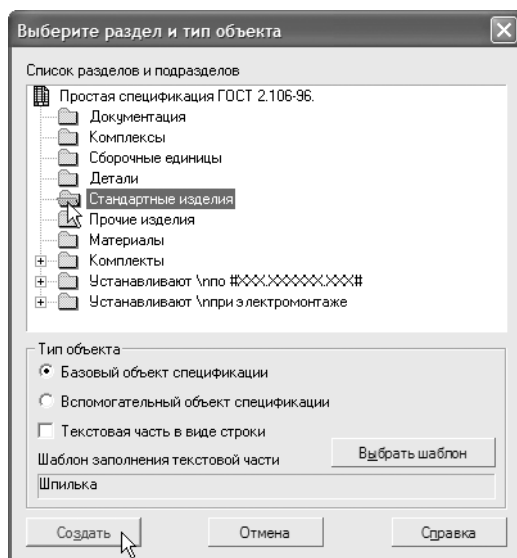 Выберите раздел и тип объекта
Список разделов и подразделов
Простая спецификация ГОСТ 2.106-96.
Документация
Комплексы
Сборочные единицы
Детали
Стандартные изделия
Прочие изделия
Материалы
Комплекты
Устанавливают \nпо #XXX.XXXXXX.XXX#
Устанавливают \nпри электромонтаже
Тип объекта
Базовый объект спецификации
Вспомогательный объект спецификации
Текстовая часть в виде строки
Шаблон заполнения текстовой части
Выбрать шаблон
Шпилька
Создать Отмена Справка